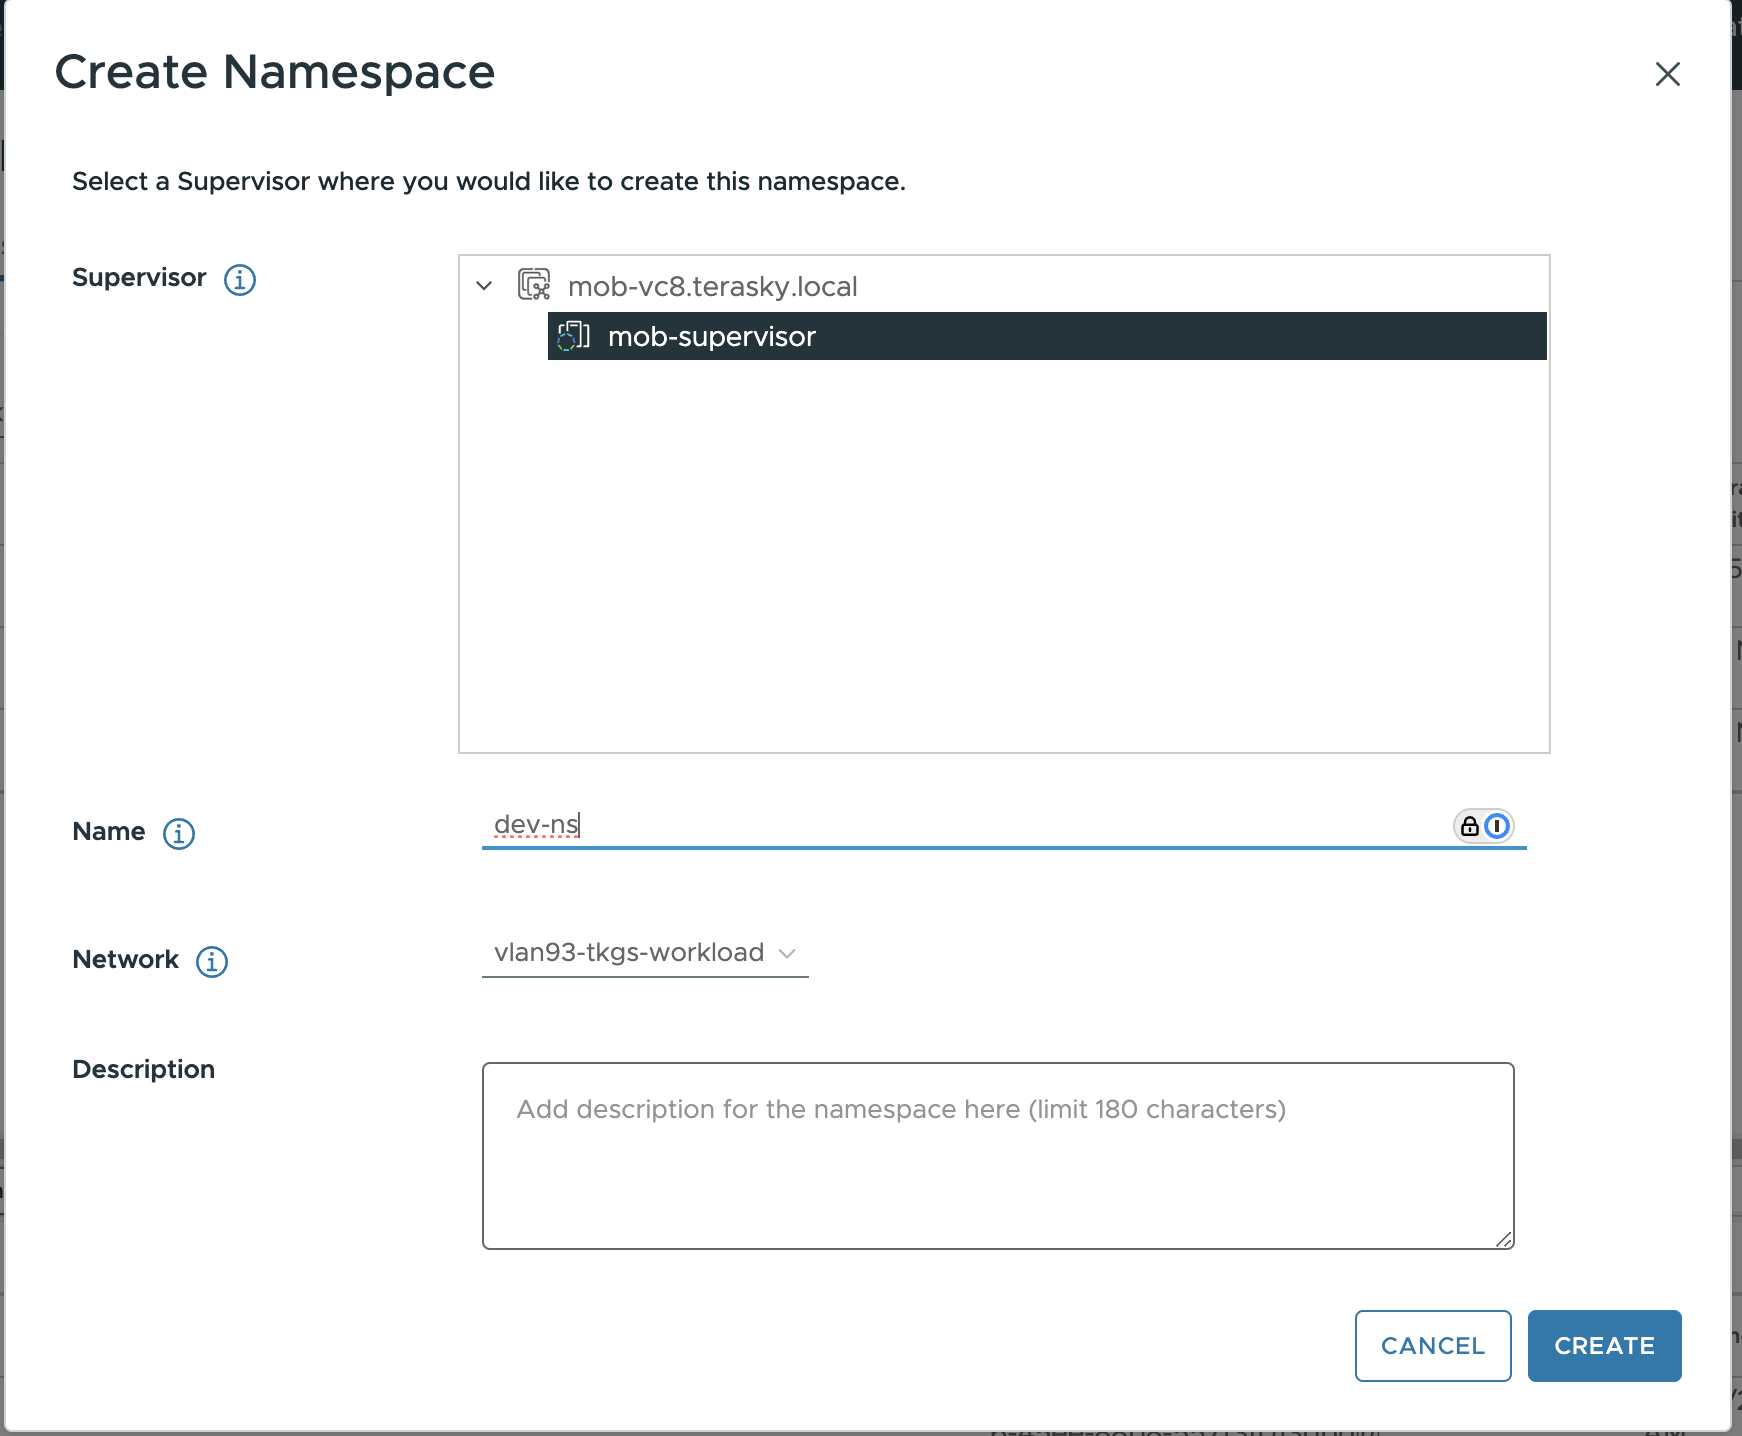 Create Namespace
Select a Supervisor where you would like to create this namespace.
Supervisor
mob-vc8.terasky.local
mob-supervisor
Name
dev-ns
Network
vlan93-tkgs-workload
Description
Add description for the namespace here (limit 180 characters)
CANCEL
CREATE